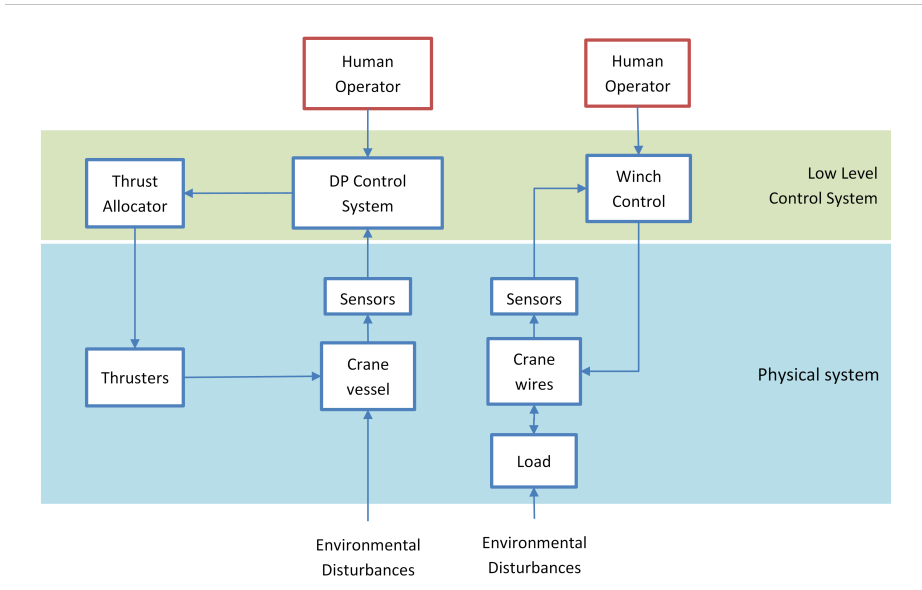 Human
Operator
Human
Operator
Thrust
Allocator
DP Control
System
Winch
Control
Low Level
Control System
Sensors
Sensors
Thrusters
Crane
vessel
Crane
wires
Physical system
Load
Environmental
Disturbances
Environmental
Disturbances